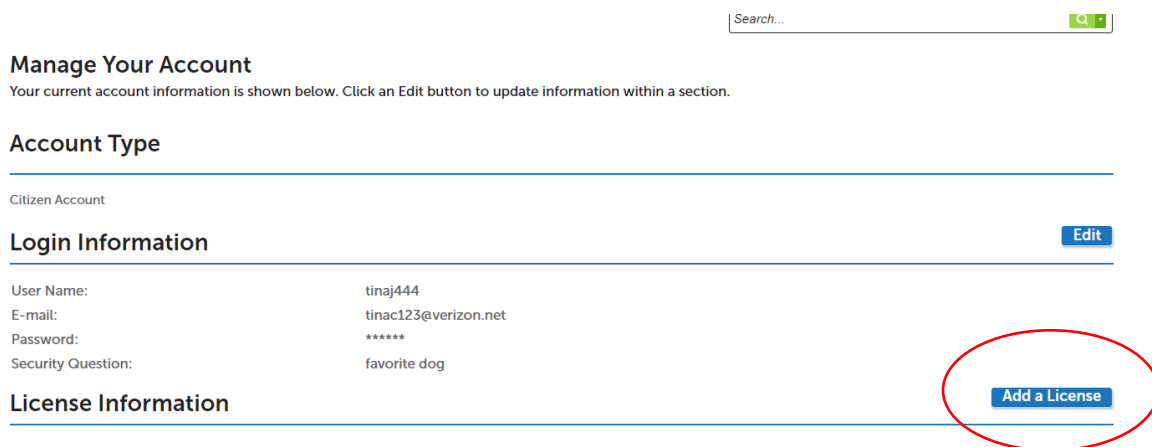 Search...
Manage Your Account
Your current account information is shown below. Click an Edit button to update information within a section.
Account Type
Citizen Account
Login Information Edit
User Name: tinaj444
E-mail: tinac123@verizon.net
Password: ******
Security Question: favorite dog
License Information Add a License